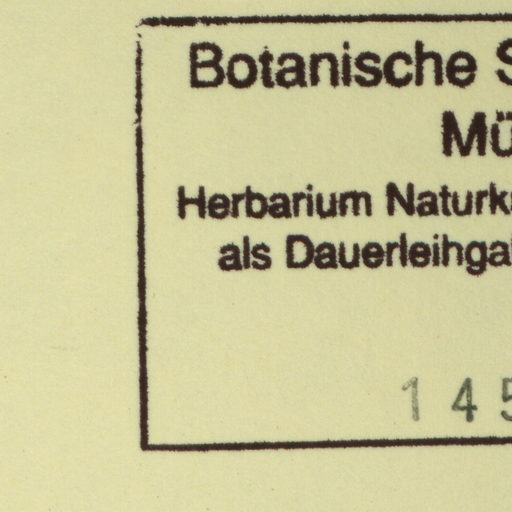 Botanische S
Mü
Herbarium Naturk
als Dauerleihga
1 4 5